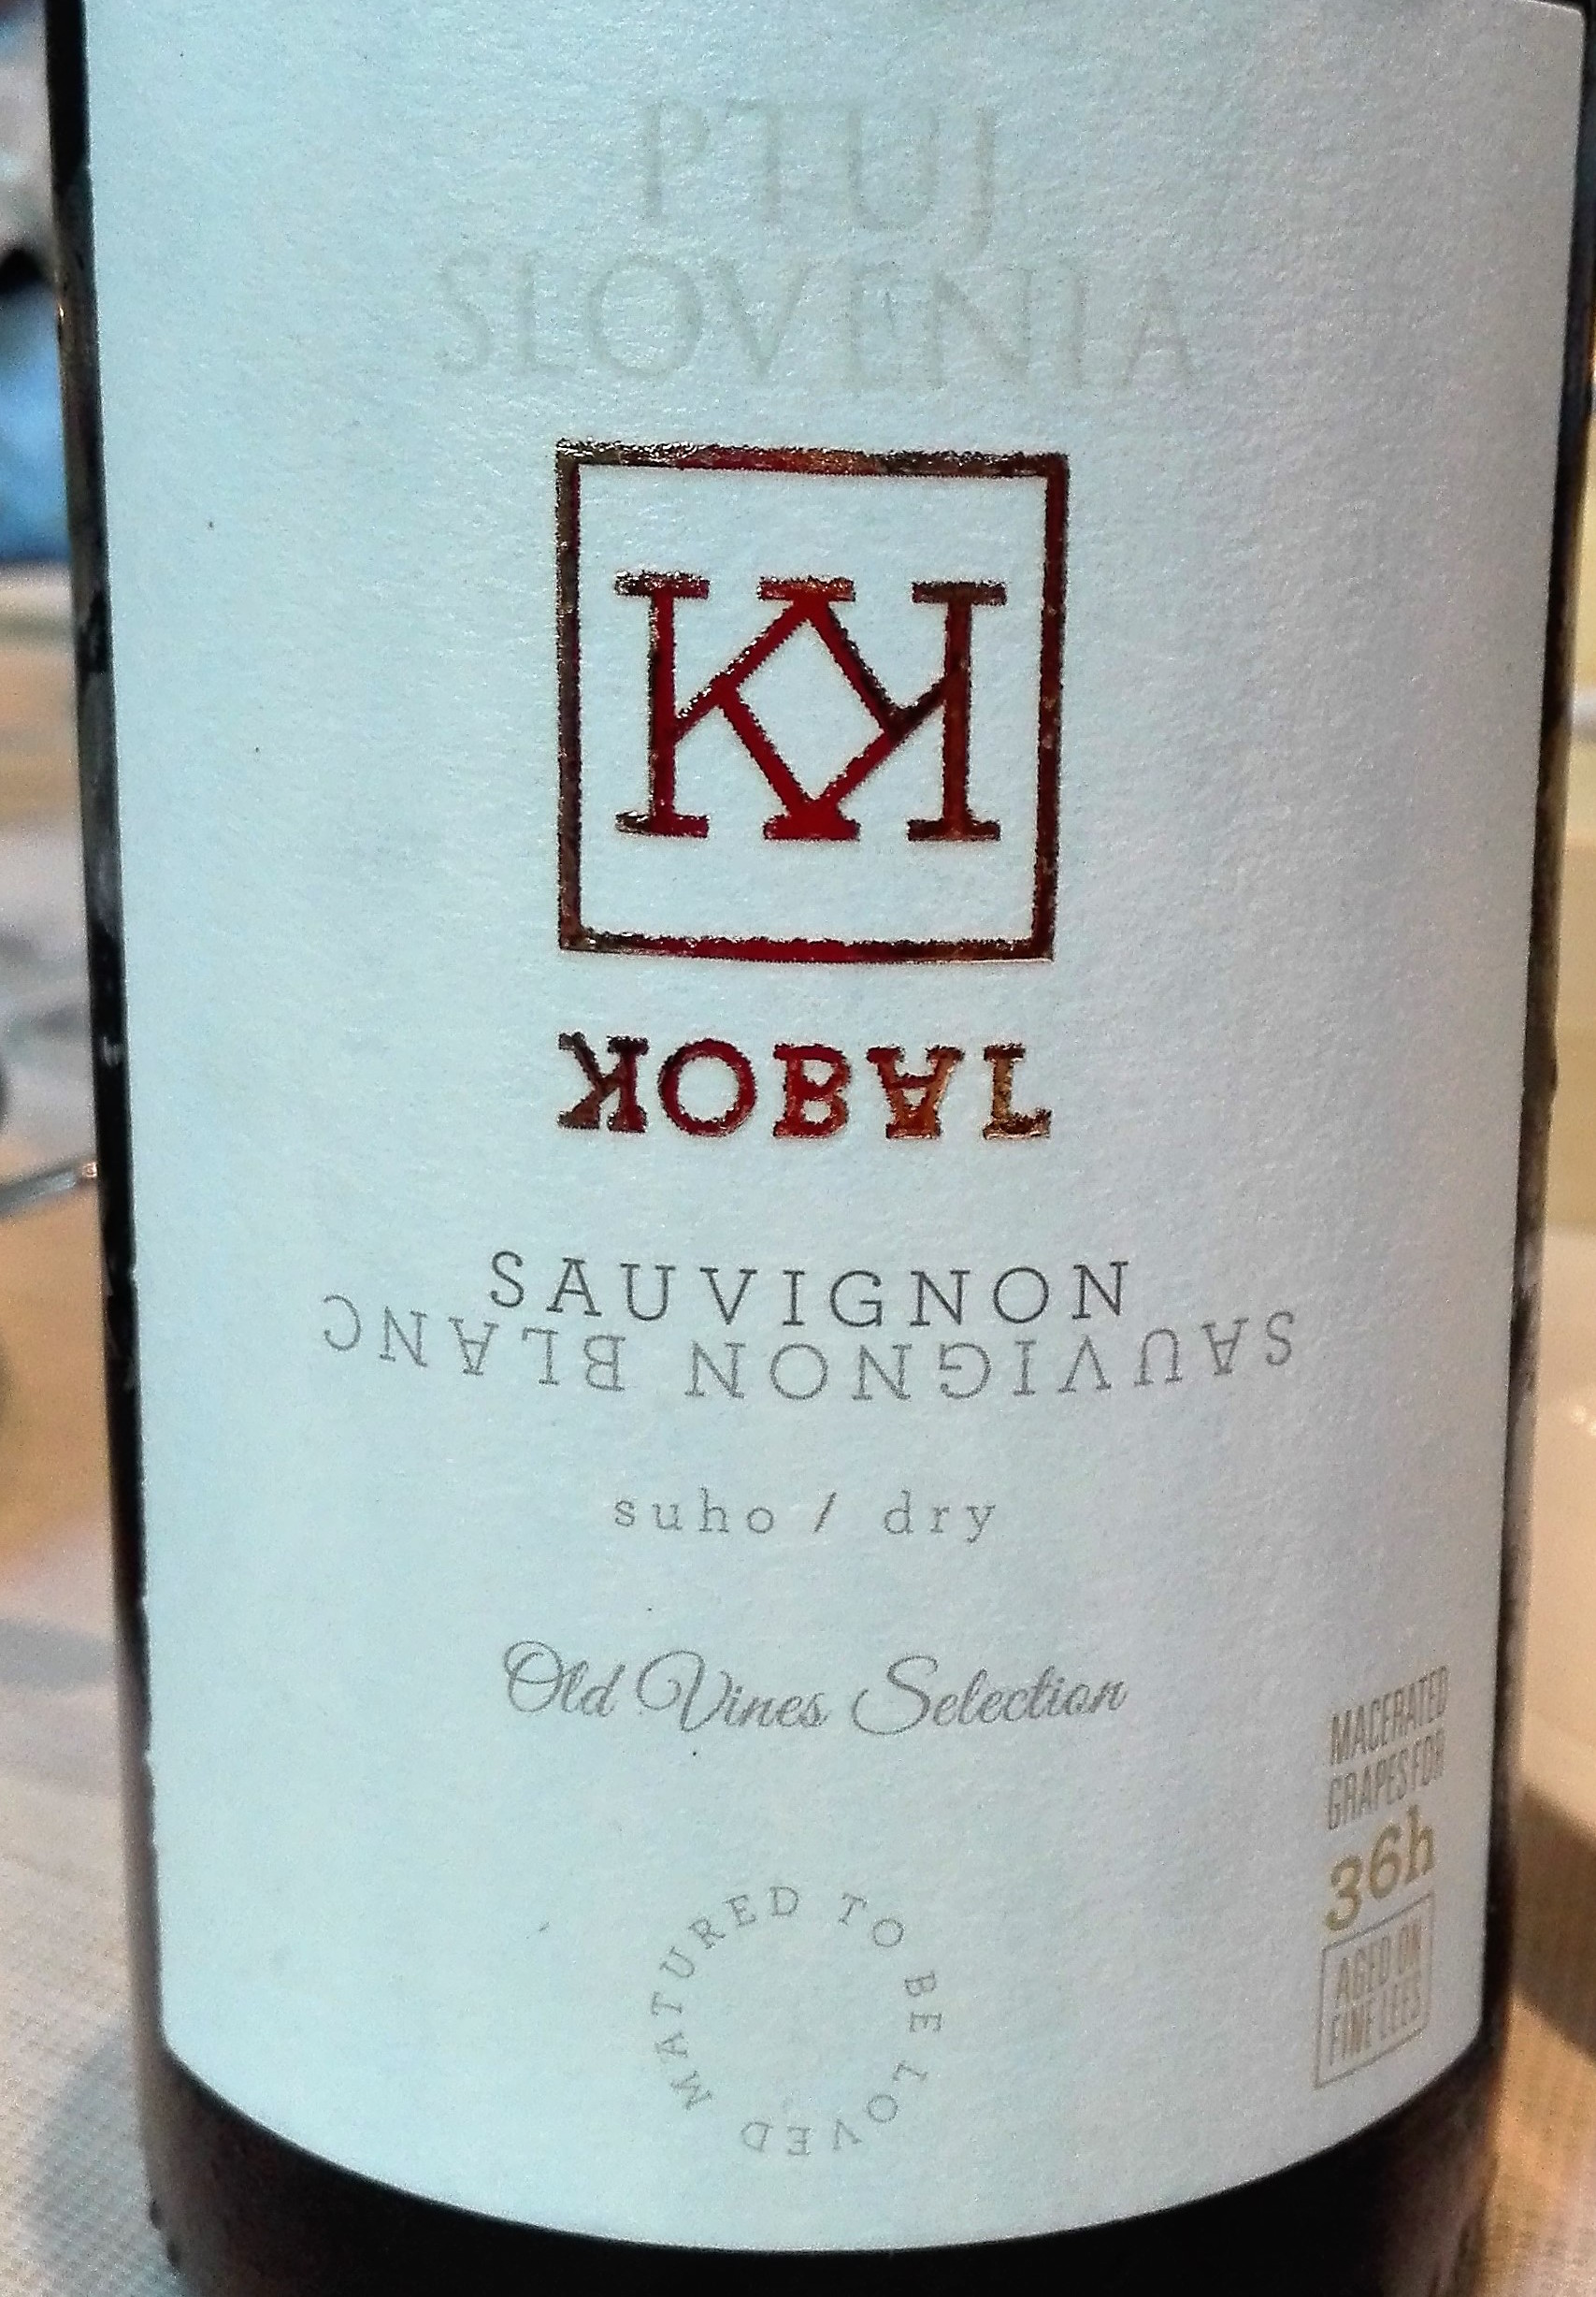 PTUJ
SLOVENIA
KK
KOBAL
SAUVIGNON
SAUVIGNON BLANC
suho / dry
Old Vines Selection
MACERATED
GRAPES FOR
36h
AGED ON
FINE LEES
MATURED TO BE LOVED